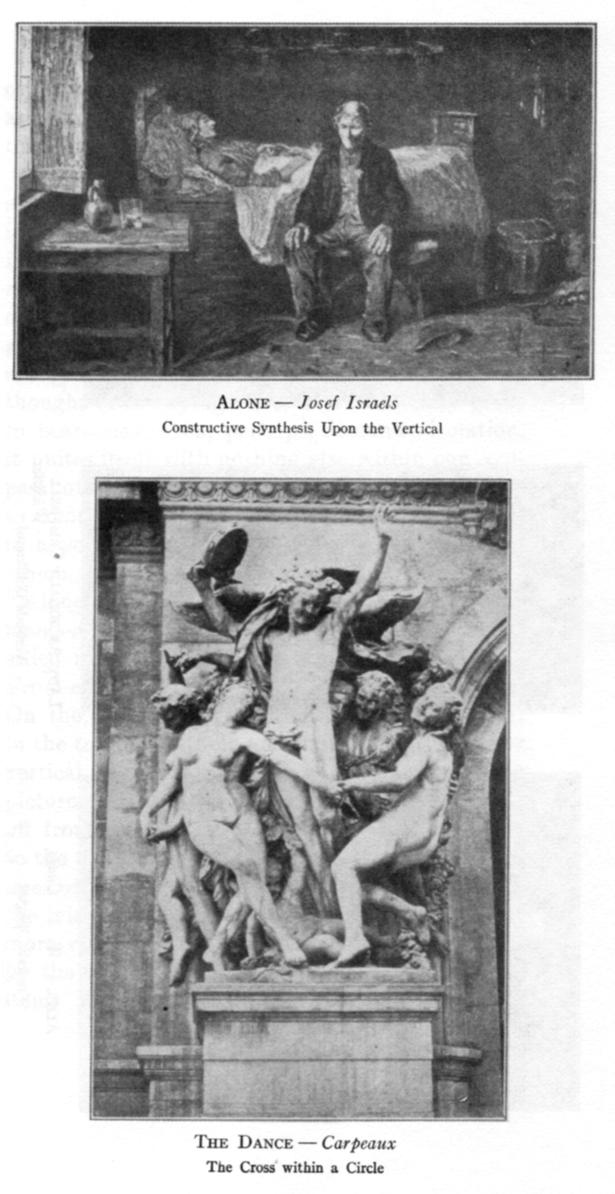 ALONE — Josef Israels
Constructive Synthesis Upon the Vertical
THE DANCE — Carpeaux
The Cross within a Circle